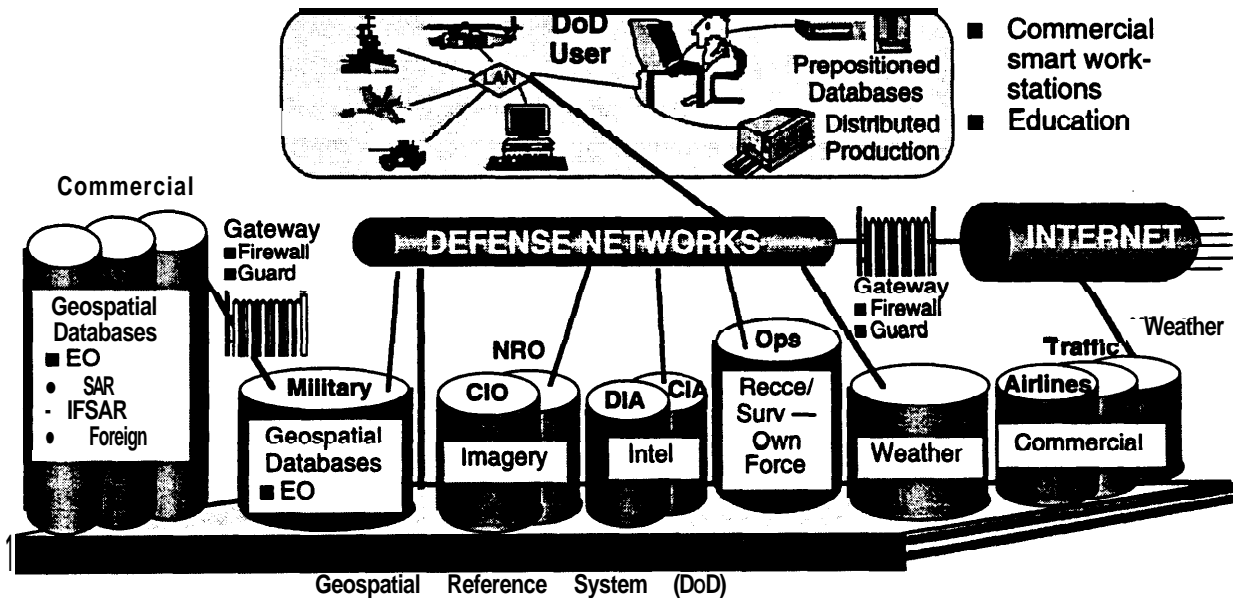 DoD
User
LAN
Prepositioned
Databases
Distributed
Production
■ Commercial
smart work-
stations
■ Education
Commercial
Gateway
■Firewall
■Guard
DEFENSE NETWORKS
INTERNET
Gateway
■ Firewall
■ Guard
Geospatial
Databases
■ EO
● SAR
- IFSAR
● Foreign
Military
Geospatial
Databases
■ EO
NRO
CIO
Imagery
CIA
DIA
Intel
Ops
Recce/
Surv —
Own
Force
Weather
Weather
Traffic
Airlines
Commercial
1
Geospatial Reference System (DoD)